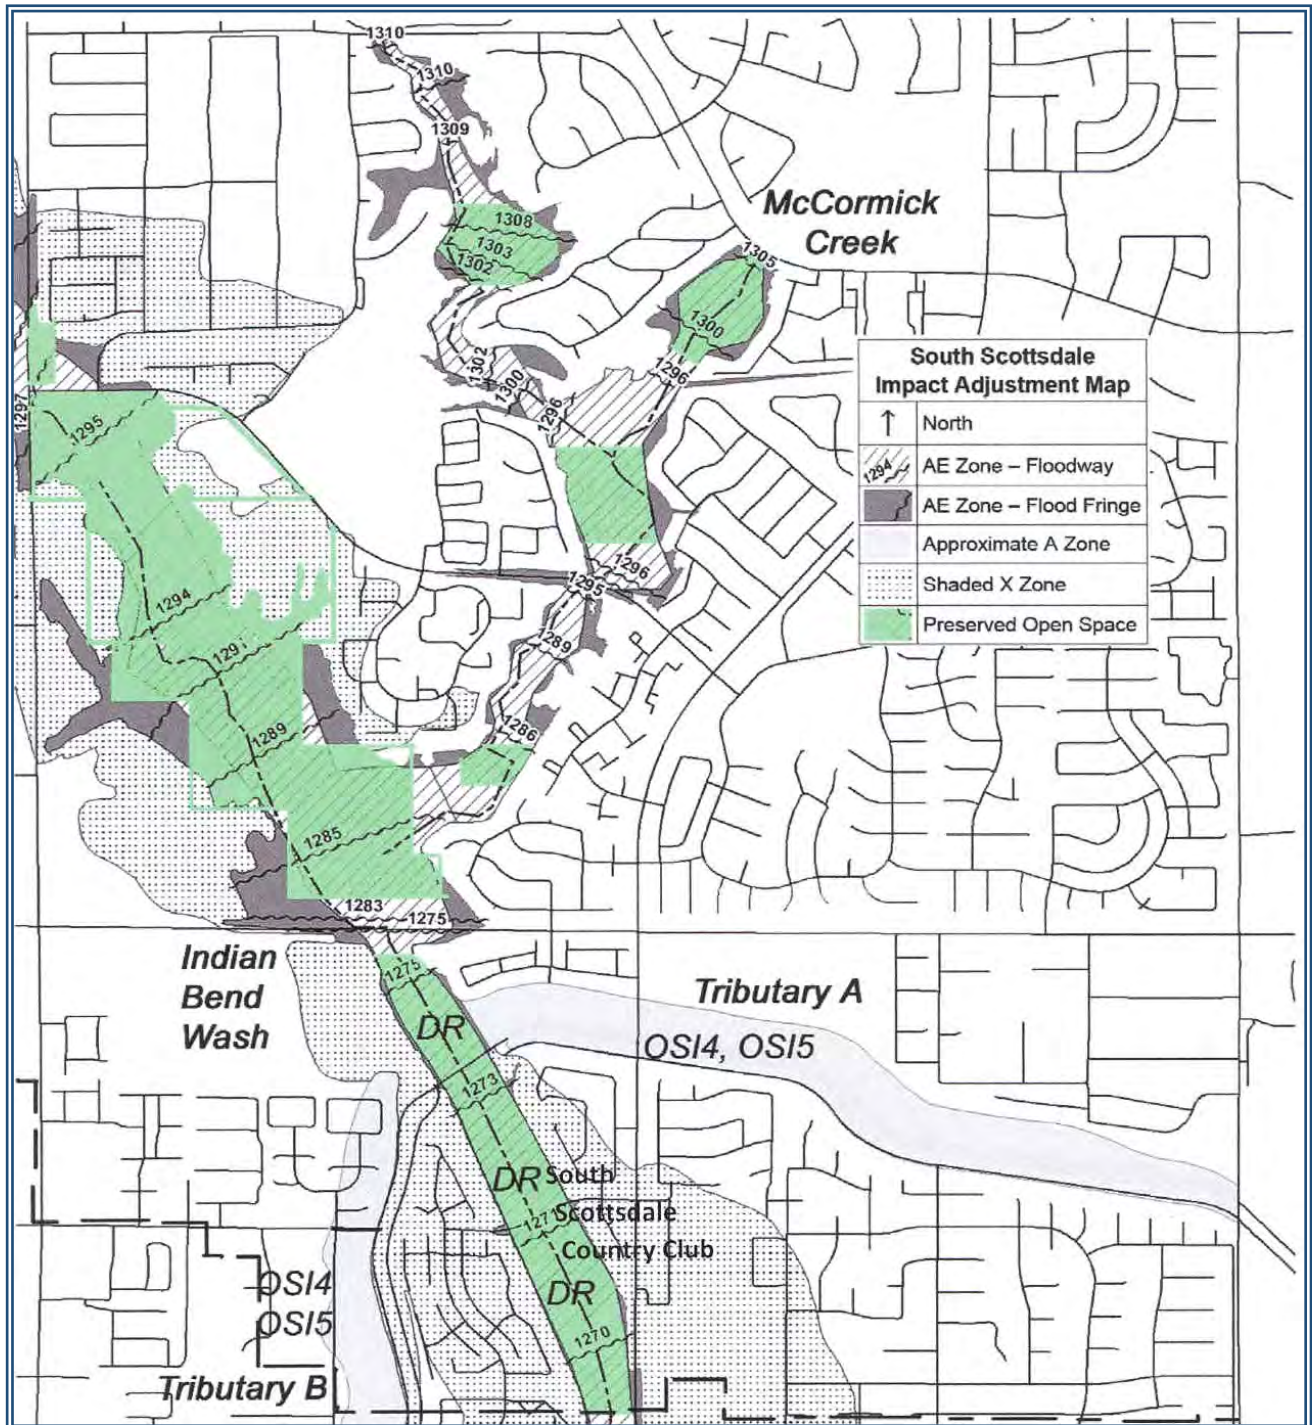 1310
1310
1309
McCormick
Creek
1308
1303
1302
1305
1300
1302
1300
1296
1296
1297
1295
South Scottsdale
Impact Adjustment Map
North
1294
AE Zone – Floodway
AE Zone – Flood Fringe
Approximate A Zone
Shaded X Zone
Preserved Open Space
1296
1295
1294
1289
1286
1289
1285
1283
1275
Indian
Bend
Wash
1275
DR
Tributary A
OSI4, OSI5
1273
DR
South
1271
Scottsdale
Country Club
DR
OSI4
OSI5
1270
Tributary B